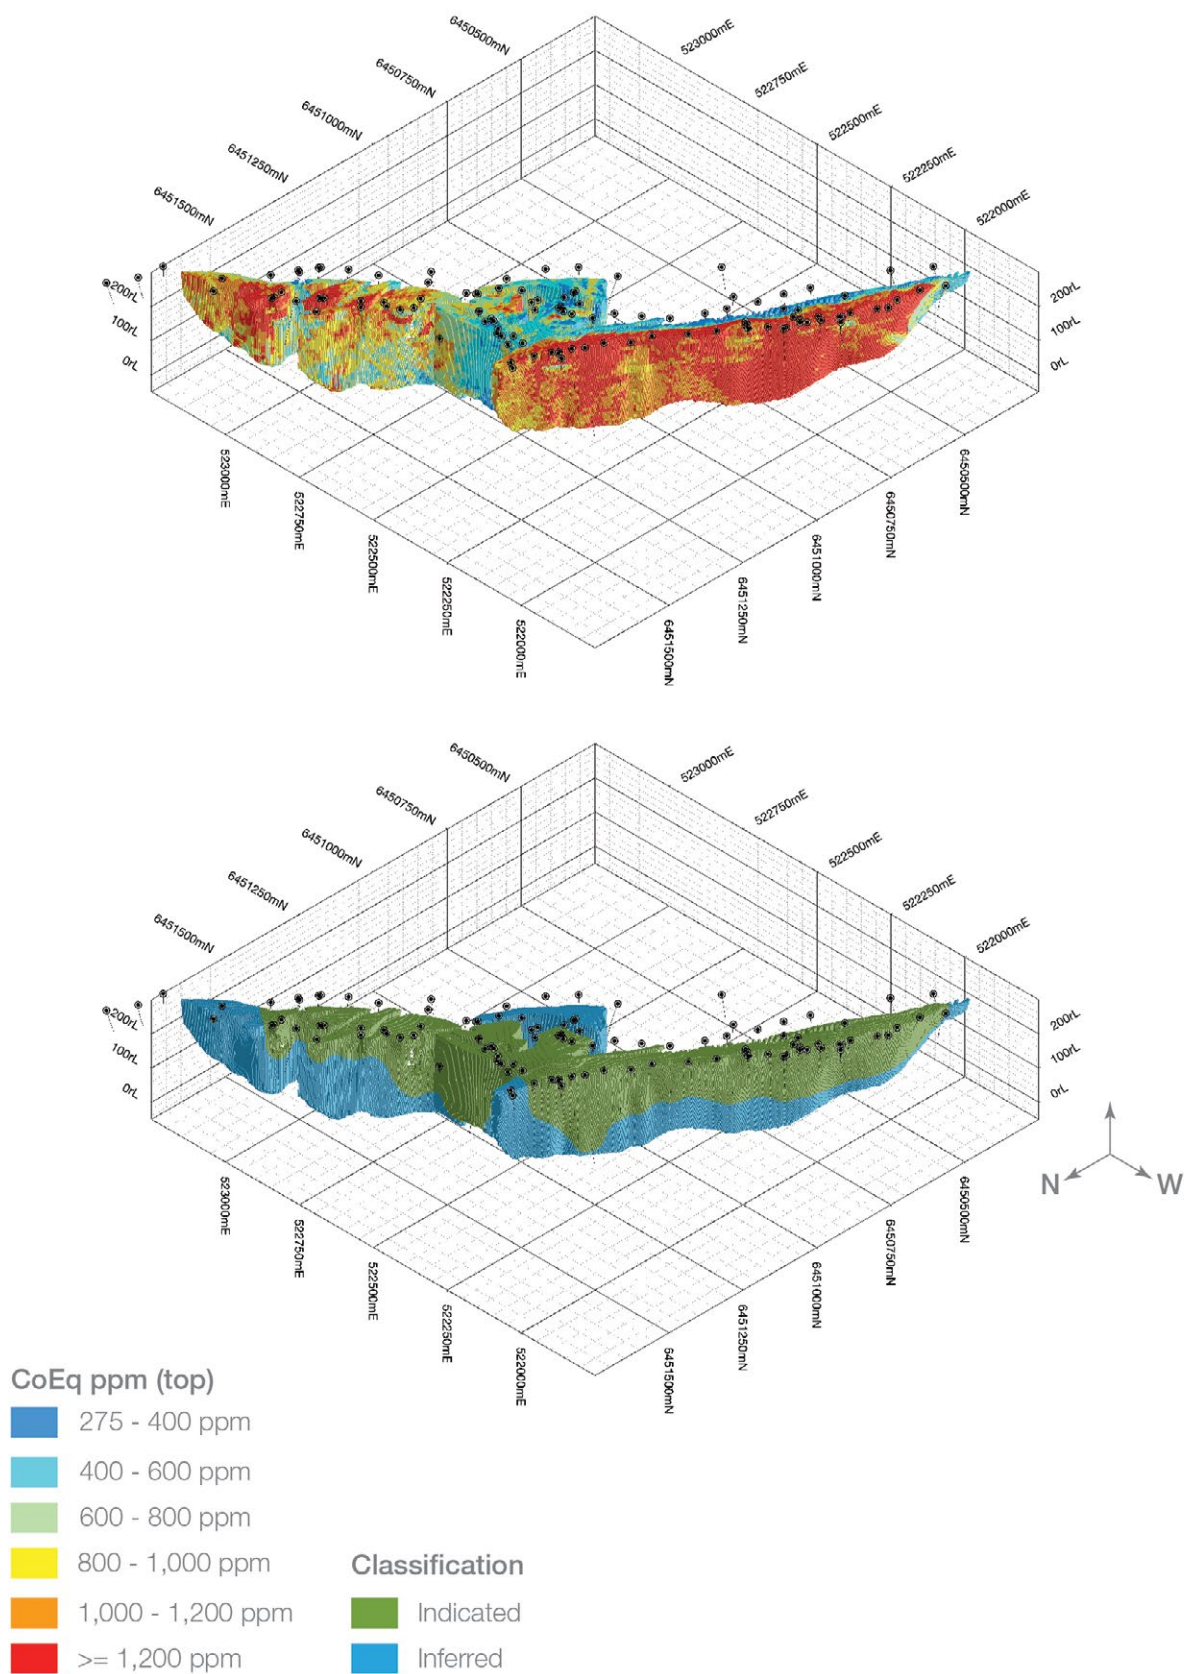 6450500mN
523000mE
6450750mN
522750mE
6451000mN
522500mE
6451250mN
522250mE
6451500mN
522000mE
200rL
200rL
100rL
100rL
0rL
0rL
523000mE
6450500mN
522750mE
6450750mN
522500mE
6451000mN
522250mE
6451250mN
522000mE
6451500mN
6450500mN
523000mE
6450750mN
522750mE
6451000mN
522500mE
6451250mN
522250mE
6451500mN
522000mE
200rL
200rL
100rL
100rL
0rL
0rL
N
W
523000mE
6450500mN
522750mE
6450750mN
522500mE
6451000mN
522250mE
6451250mN
522000mE
6451500mN
CoEq ppm (top)
275 - 400 ppm
400 - 600 ppm
600 - 800 ppm
800 - 1,000 ppm
1,000 - 1,200 ppm
>= 1,200 ppm
Classification
Indicated
Inferred